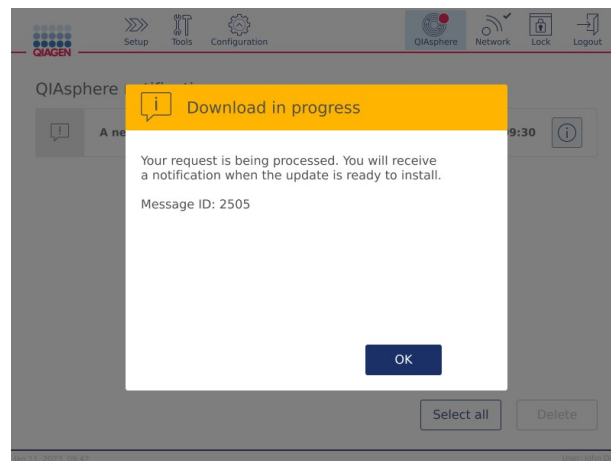 QIAGEN
Setup
Tools
Configuration
QIAsphere
Network
Lock
Logout
QIAsphere
A ne
9:30
Download in progress
Your request is being processed. You will receive
a notification when the update is ready to install.
Message ID: 2505
OK
Select all
Delete